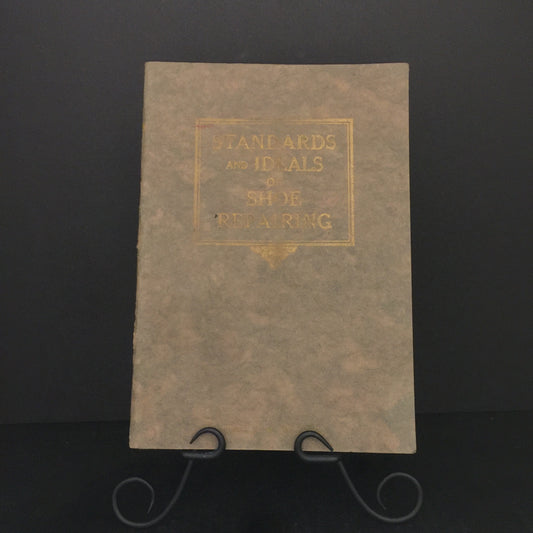 STANDARDS
AND IDEALS
OF
SHOE
REPAIRING